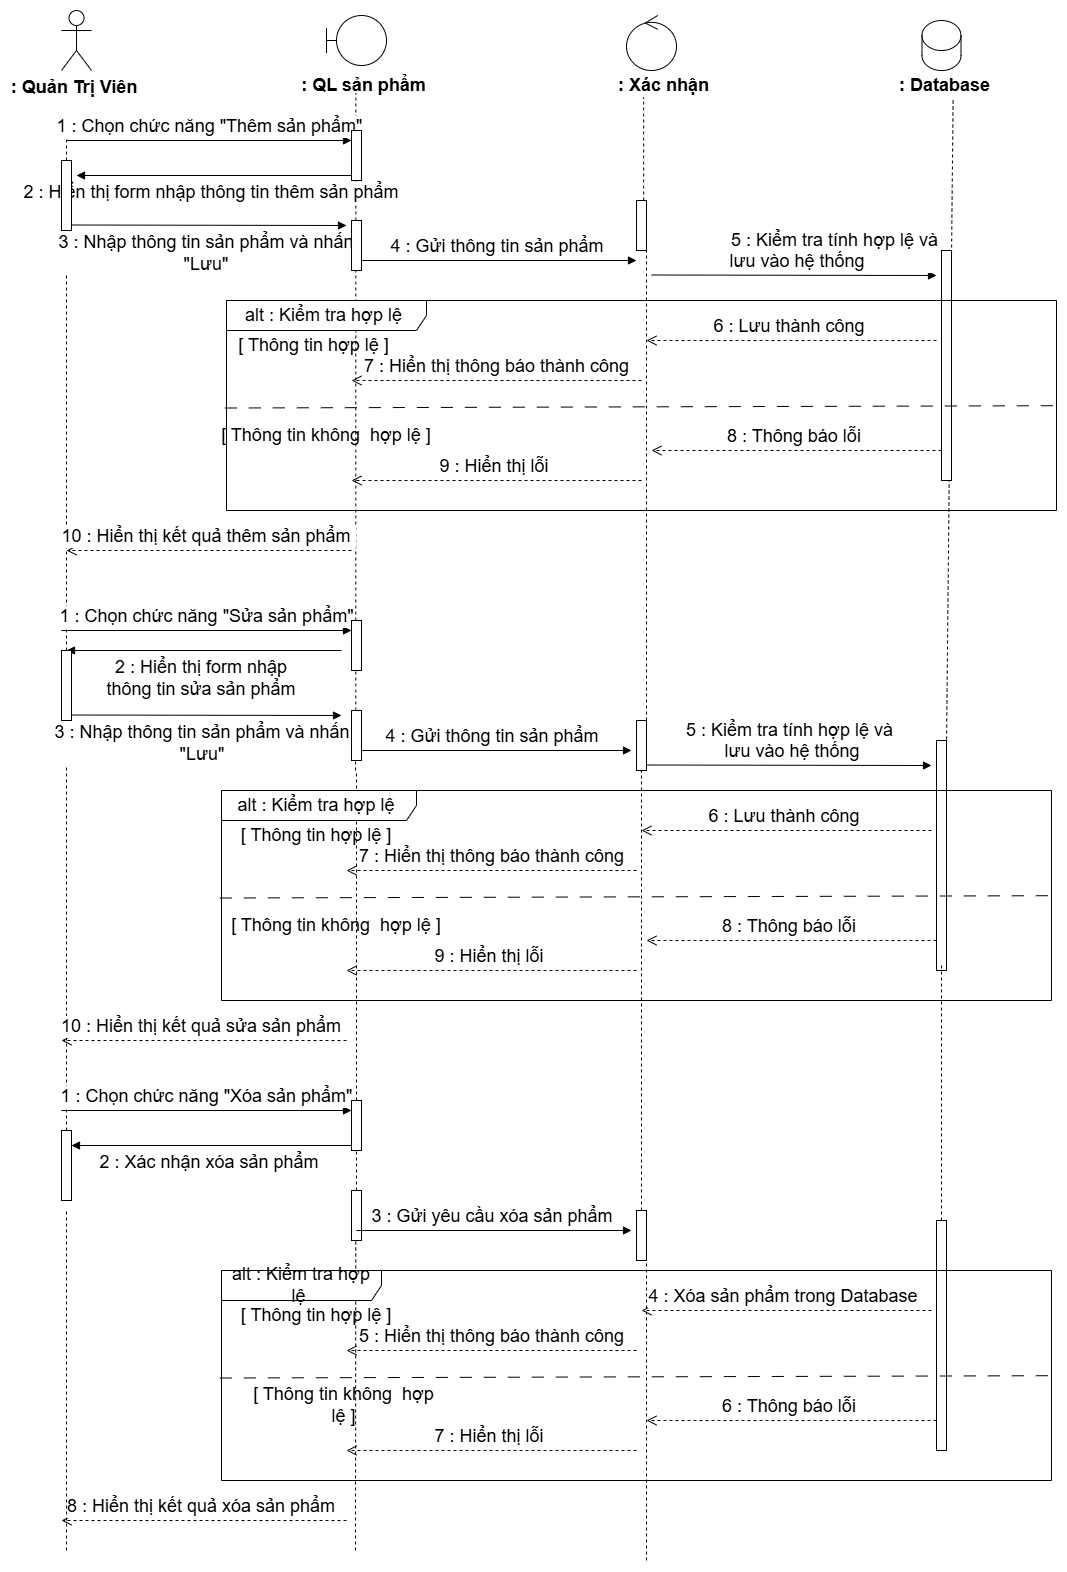 : Quản Trị Viên
: QL sản phẩm
: Xác nhận
: Database
1 : Chọn chức năng "Thêm sản phẩm"
2 : Hiển thị form nhập thông tin thêm sản phẩm
3 : Nhập thông tin sản phẩm và nhấn
"Lưu"
4 : Gửi thông tin sản phẩm
5 : Kiểm tra tính hợp lệ và
lưu vào hệ thống
alt : Kiểm tra hợp lệ
[ Thông tin hợp lệ ]
6 : Lưu thành công
7 : Hiển thị thông báo thành công
[ Thông tin không  hợp lệ ]
8 : Thông báo lỗi
9 : Hiển thị lỗi
10 : Hiển thị kết quả thêm sản phẩm
1 : Chọn chức năng "Sửa sản phẩm"
2 : Hiển thị form nhập
thông tin sửa sản phẩm
3 : Nhập thông tin sản phẩm và nhấn
"Lưu"
4 : Gửi thông tin sản phẩm
5 : Kiểm tra tính hợp lệ và
lưu vào hệ thống
alt : Kiểm tra hợp lệ
[ Thông tin hợp lệ ]
6 : Lưu thành công
7 : Hiển thị thông báo thành công
[ Thông tin không  hợp lệ ]
8 : Thông báo lỗi
9 : Hiển thị lỗi
10 : Hiển thị kết quả sửa sản phẩm
1 : Chọn chức năng "Xóa sản phẩm"
2 : Xác nhận xóa sản phẩm
3 : Gửi yêu cầu xóa sản phẩm
alt : Kiểm tra hợp
lệ
[ Thông tin hợp lệ ]
4 : Xóa sản phẩm trong Database
5 : Hiển thị thông báo thành công
[ Thông tin không  hợp
lệ ]
6 : Thông báo lỗi
7 : Hiển thị lỗi
8 : Hiển thị kết quả xóa sản phẩm